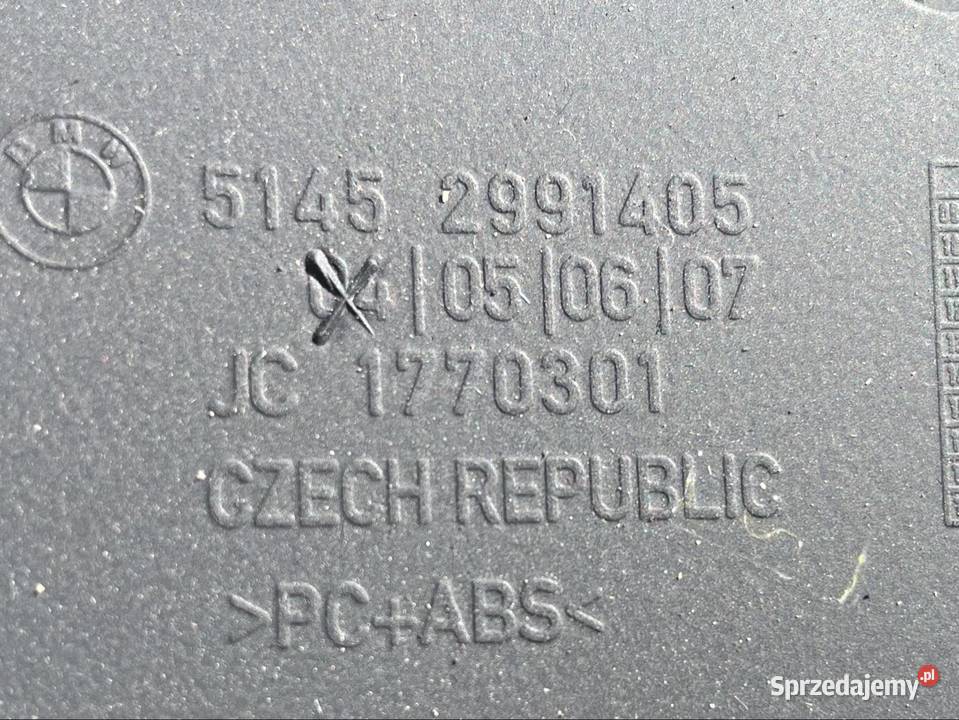 BMW
5145 2991405
04|05|06|07
JC 1770301
CZECH REPUBLIC
>PC+ABS<
Sprzedajemy.pl